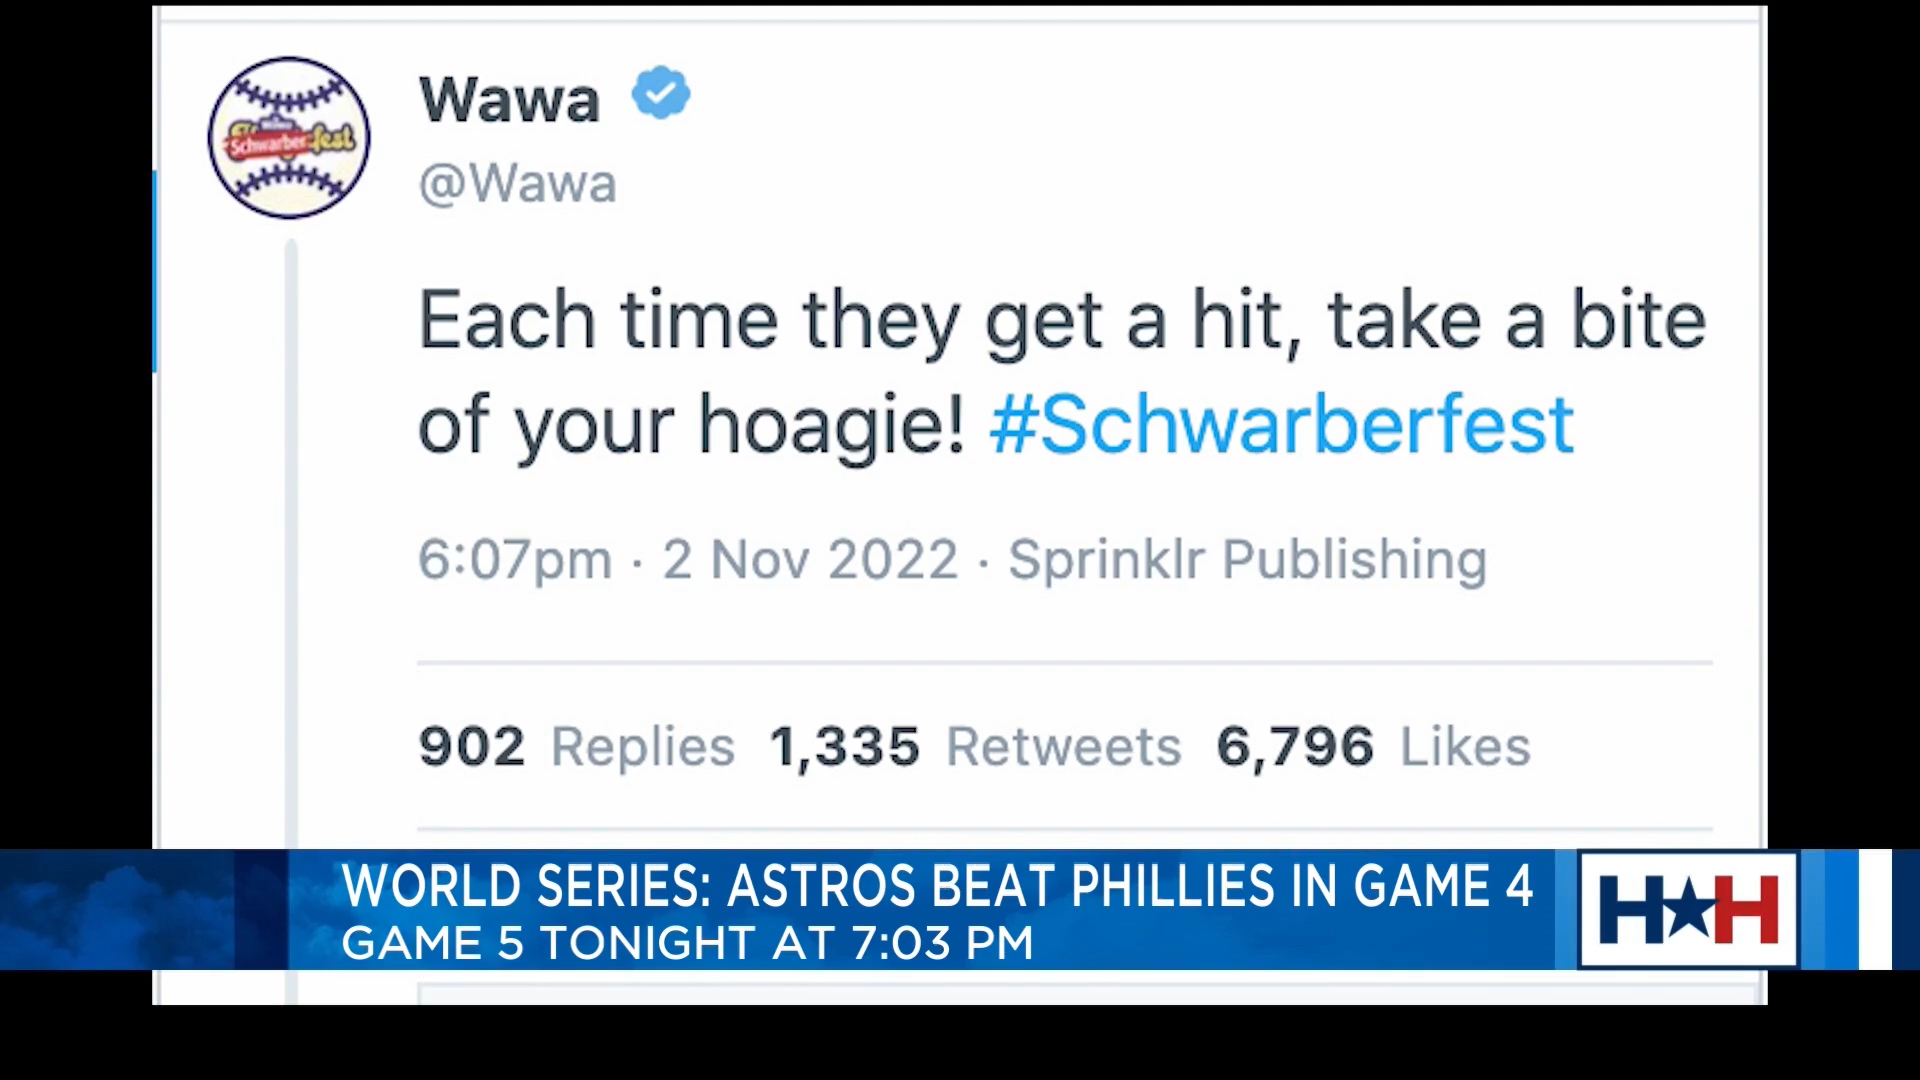 Wawa
Schwarberfest
@Wawa
Each time they get a hit, take a bite
of your hoagie! #Schwarberfest
6:07pm · 2 Nov 2022 · Sprinklr Publishing
902 Replies 1,335 Retweets 6,796 Likes
WORLD SERIES: ASTROS BEAT PHILLIES IN GAME 4
GAME 5 TONIGHT AT 7:03 PM
H★H